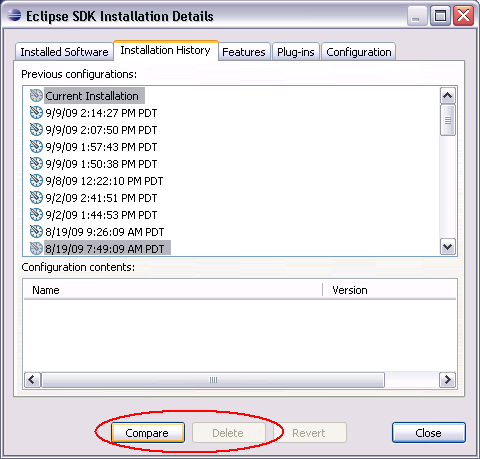 Eclipse SDK Installation Details
Installed Software Installation History Features Plug-ins Configuration
Previous configurations:
Current Installation
9/9/09 2:14:27 PM PDT
9/9/09 2:07:50 PM PDT
9/9/09 1:57:43 PM PDT
9/9/09 1:50:38 PM PDT
9/8/09 12:22:10 PM PDT
9/2/09 2:41:51 PM PDT
9/2/09 1:44:53 PM PDT
8/19/09 9:26:09 AM PDT
8/19/09 7:49:09 AM PDT
Configuration contents:
Name Version
Compare Delete Revert Close